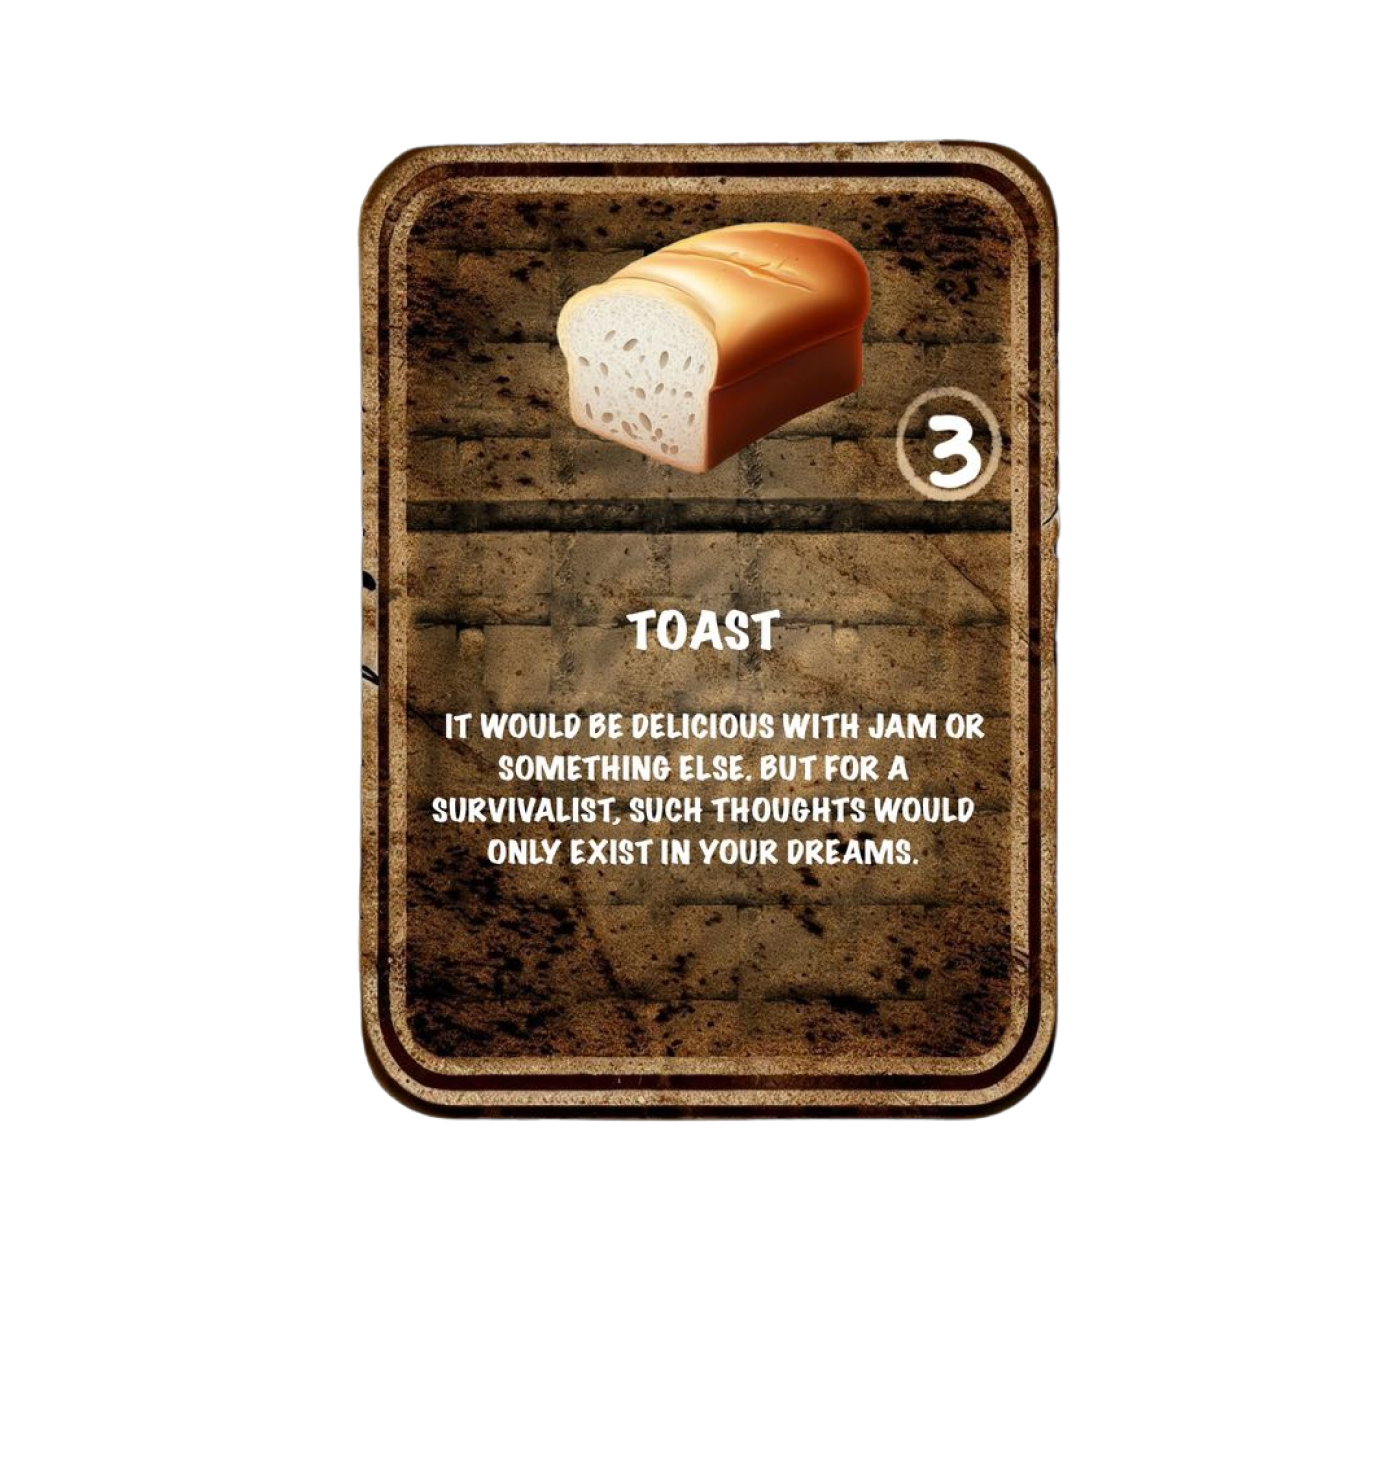 3
TOAST
IT WOULD BE DELICIOUS WITH JAM OR
SOMETHING ELSE. BUT FOR A
SURVIVALIST, SUCH THOUGHTS WOULD
ONLY EXIST IN YOUR DREAMS.